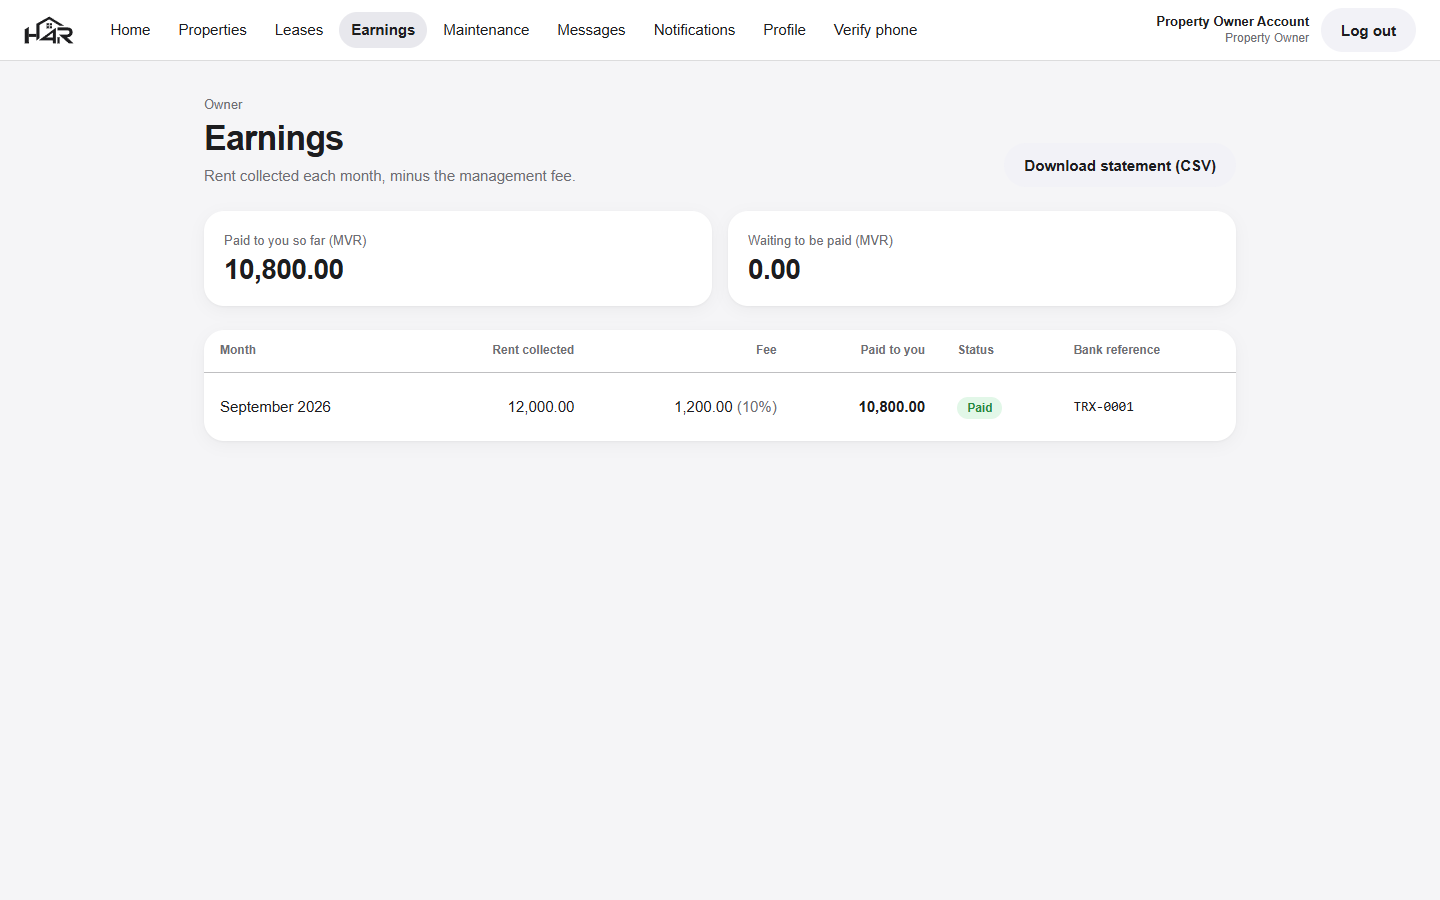 H4R
Home
Properties
Leases
Earnings
Maintenance
Messages
Notifications
Profile
Verify phone
Property Owner Account
Property Owner
Log out
Owner
Earnings
Rent collected each month, minus the management fee.
Download statement (CSV)
Paid to you so far (MVR)
10,800.00
Waiting to be paid (MVR)
0.00
Month Rent collected Fee Paid to you Status Bank reference
September 2026 12,000.00 1,200.00 (10%) 10,800.00 Paid TRX-0001